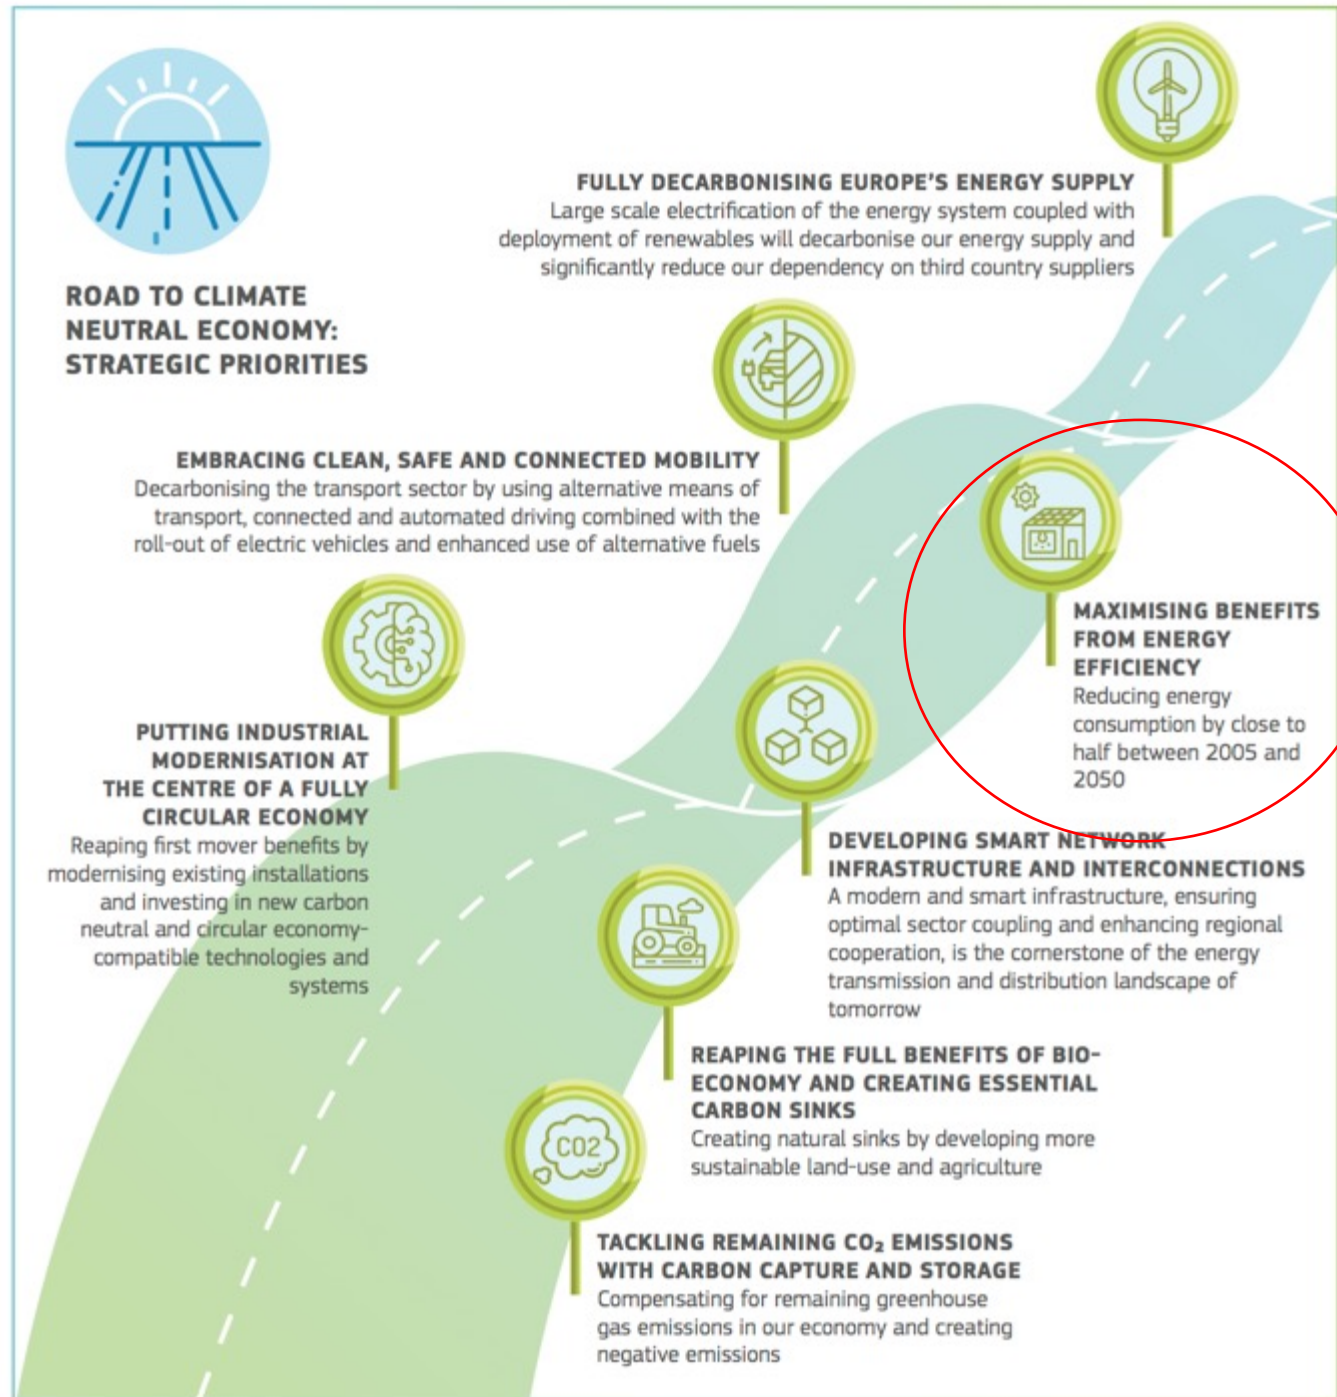 ROAD TO CLIMATE
NEUTRAL ECONOMY:
STRATEGIC PRIORITIES
FULLY DECARBONISING EUROPE'S ENERGY SUPPLY
Large scale electrification of the energy system coupled with
deployment of renewables will decarbonise our energy supply and
significantly reduce our dependency on third country suppliers
EMBRACING CLEAN, SAFE AND CONNECTED MOBILITY
Decarbonising the transport sector by using alternative means of
transport, connected and automated driving combined with the
roll-out of electric vehicles and enhanced use of alternative fuels
MAXIMISING BENEFITS
FROM ENERGY
EFFICIENCY
Reducing energy
consumption by close to
half between 2005 and
2050
PUTTING INDUSTRIAL
MODERNISATION AT
THE CENTRE OF A FULLY
CIRCULAR ECONOMY
Reaping first mover benefits by
modernising existing installations
and investing in new carbon
neutral and circular economy-
compatible technologies and
systems
DEVELOPING SMART NETWORK
INFRASTRUCTURE AND INTERCONNECTIONS
A modern and smart infrastructure, ensuring
optimal sector coupling and enhancing regional
cooperation, is the cornerstone of the energy
transmission and distribution landscape of
tomorrow
REAPING THE FULL BENEFITS OF BIO-
ECONOMY AND CREATING ESSENTIAL
CARBON SINKS
Creating natural sinks by developing more
sustainable land-use and agriculture
CO2
TACKLING REMAINING CO₂ EMISSIONS
WITH CARBON CAPTURE AND STORAGE
Compensating for remaining greenhouse
gas emissions in our economy and creating
negative emissions